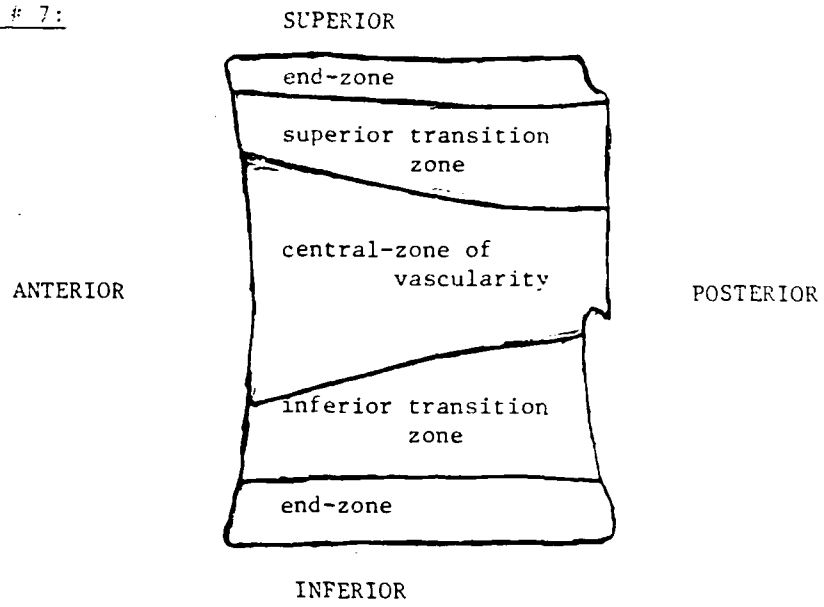 # 7:
SUPERIOR
end-zone
superior transition
zone
central-zone of
vascularity
ANTERIOR
POSTERIOR
inferior transition
zone
end-zone
INFERIOR